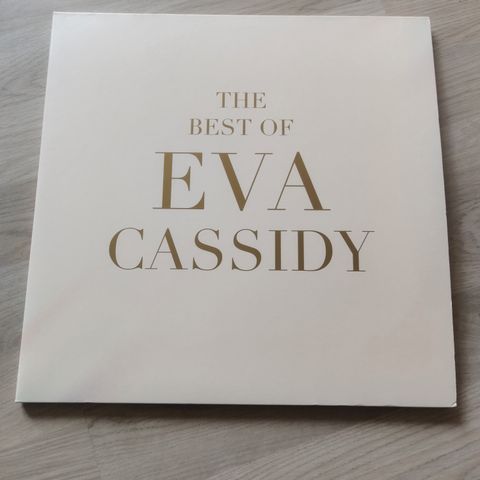 THE
BEST OF
EVA
CASSIDY